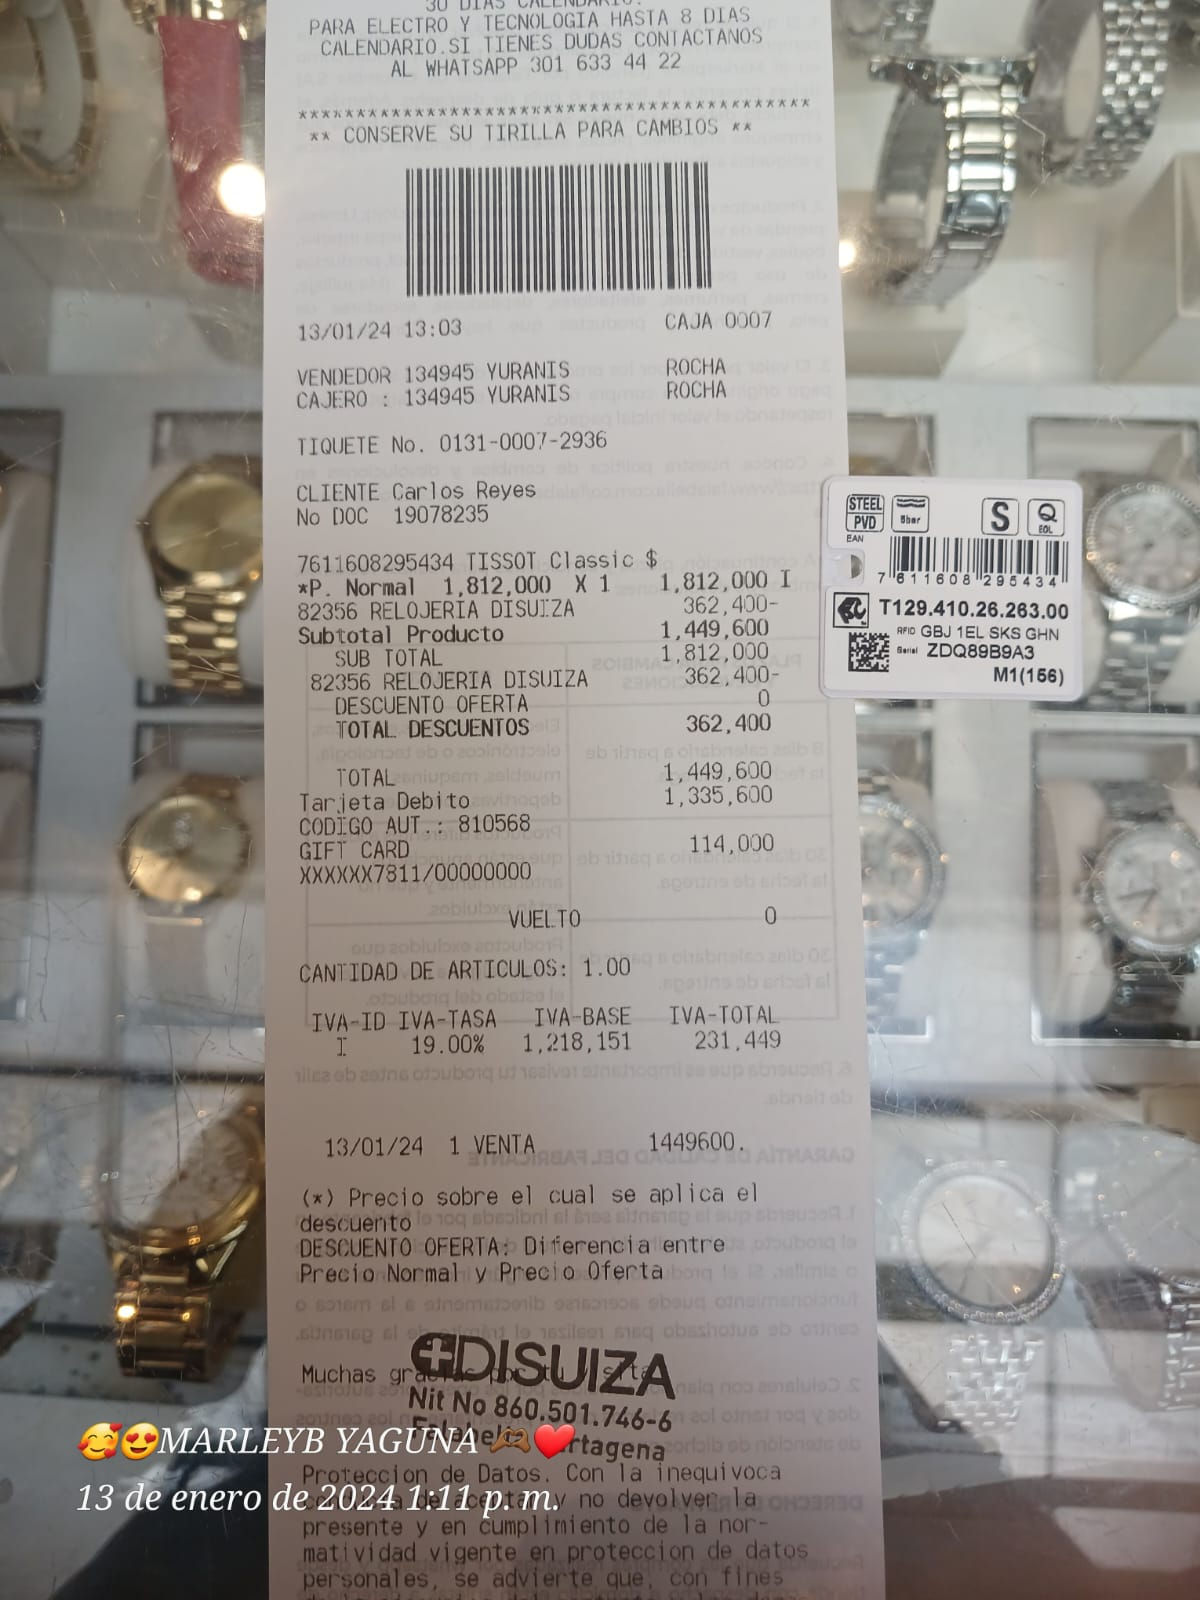 30 DIAS CALENDARIO.
PARA ELECTRO Y TECNOLOGIA HASTA 8 DIAS
CALENDARIO.SI TIENES DUDAS CONTACTANOS
AL WHATSAPP 301 633 44 22
** CONSERVE SU TIRILLA PARA CAMBIOS **
13/01/24 13:03 CAJA 0007
VENDEDOR 134945 YURANIS ROCHA
CAJERO : 134945 YURANIS ROCHA
TIQUETE No. 0131-0007-2936
CLIENTE Carlos Reyes
No DOC 19078235
7611608295434 TISSOT Classic $
*P. Normal 1,812,000 X 1 1,812,000 I
82356 RELOJERIA DISUIZA 362,400-
Subtotal Producto 1,449,600
SUB TOTAL 1,812,000
82356 RELOJERIA DISUIZA 362,400-
DESCUENTO OFERTA 0
TOTAL DESCUENTOS 362,400
TOTAL 1,449,600
Tarjeta Debito 1,335,600
CODIGO AUT.: 810568
GIFT CARD 114,000
XXXXXX7811/00000000
VUELTO 0
CANTIDAD DE ARTICULOS: 1.00
IVA-ID IVA-TASA IVA-BASE IVA-TOTAL
I 19.00% 1,218,151 231,449
13/01/24 1 VENTA 1449600.
(*) Precio sobre el cual se aplica el
descuento
DESCUENTO OFERTA: Diferencia entre
Precio Normal y Precio Oferta
Muchas
DISUIZA
Nit No 860.501.746-6
Proteccion de Datos. Con la inequivoca
y no devolver la
presente y en cumplimiento de la nor-
matividad vigente en proteccion de datos
personales, se advierte que, con fines
STEEL
PVD
5bar
S
Q
EOL
EAN
7 611608 295434
T129.410.26.263.00
RFID GBJ 1EL SKS GHN
Serial ZDQ89B9A3
M1(156)
🥰😍MARLEYB YAGUNA 🫶🏽❤️
13 de enero de 2024 1:11 p. m.